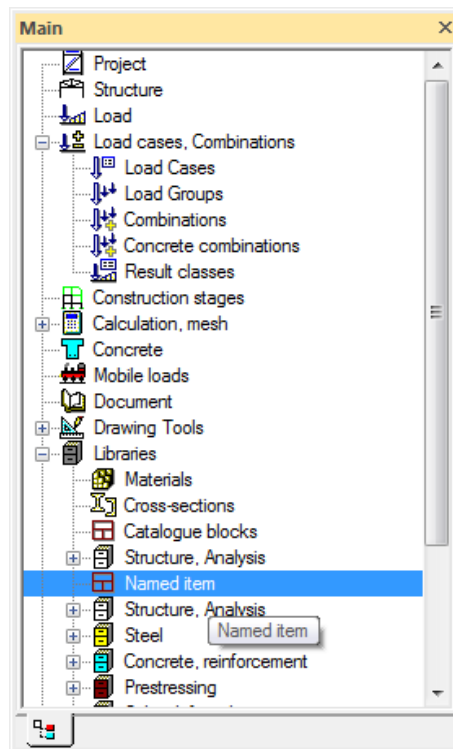 Main
Project
Structure
Load
Load cases, Combinations
Load Cases
Load Groups
Combinations
Concrete combinations
Result classes
Construction stages
Calculation, mesh
Concrete
Mobile loads
Document
Drawing Tools
Libraries
Materials
Cross-sections
Catalogue blocks
Structure, Analysis
Named item
Structure, Analysis
Steel
Named item
Concrete, reinforcement
Prestressing